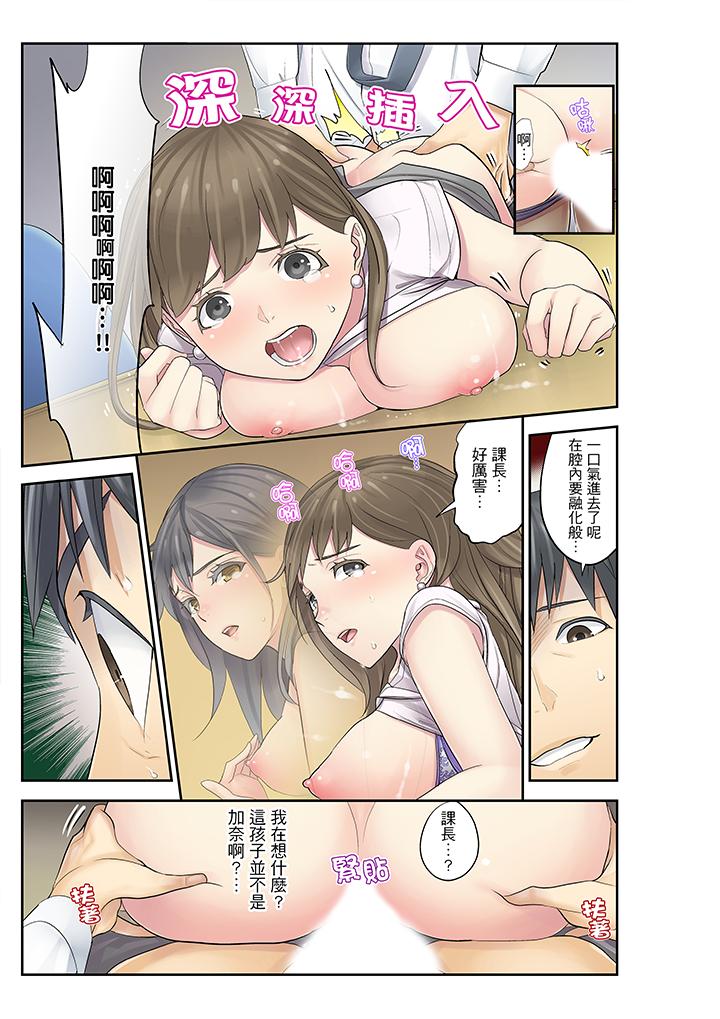 咕啾
啊…
深深插入
啊啊啊啊啊啊啊…!!
一口氣進去了呢
在腔內要融化般…
課長…
好厲害…
啊…
哈啊
哈啊
課長…?
緊貼
我在想什麼?
這孩子並不是
加奈啊?…
扶著
扶著